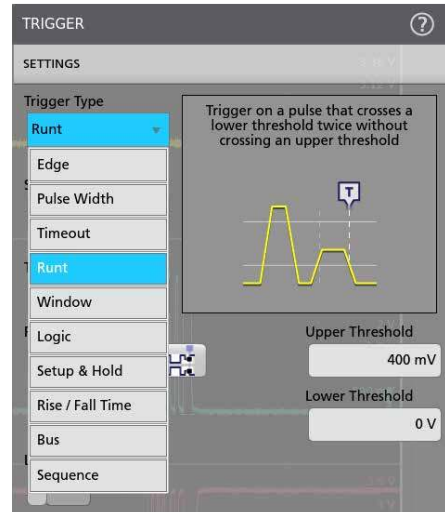 TRIGGER
?
SETTINGS
Trigger Type
Runt
Edge
Pulse Width
Timeout
Runt
Window
Logic
Setup & Hold
Rise / Fall Time
Bus
Sequence
Trigger on a pulse that crosses a
lower threshold twice without
crossing an upper threshold
T
Upper Threshold
400 mV
Lower Threshold
0 V